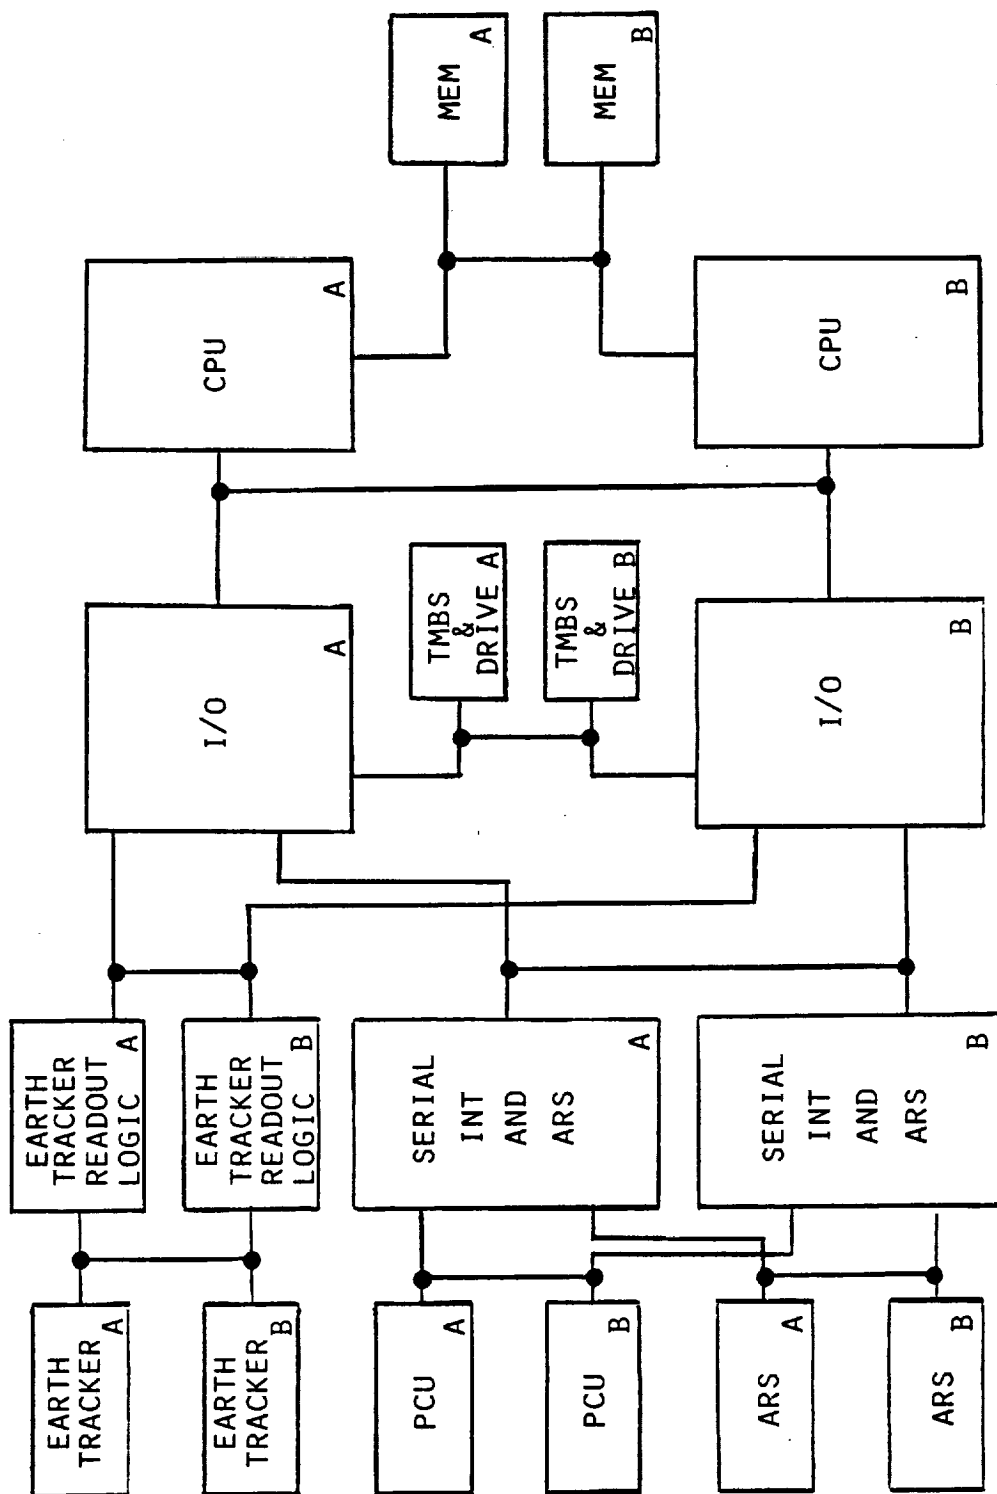 EARTH
TRACKER
A
EARTH
TRACKER
B
PCU
A
PCU
B
ARS
A
ARS
B
EARTH
TRACKER
READOUT
LOGIC A
EARTH
TRACKER
READOUT
LOGIC B
SERIAL
INT
AND
ARS
A
SERIAL
INT
AND
ARS
B
I/O
A
I/O
B
TMBS
&
DRIVE A
TMBS
&
DRIVE B
CPU
A
CPU
B
MEM
A
MEM
B